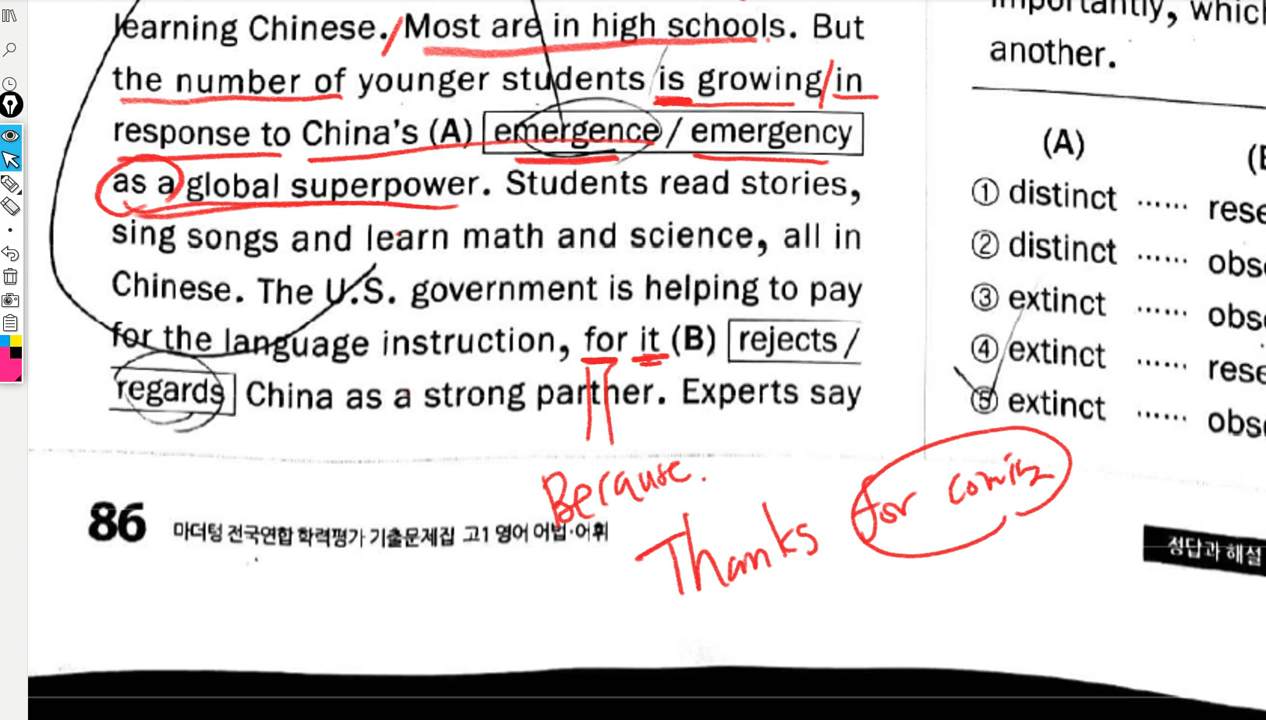 learning Chinese. Most are in high schools. But
the number of younger students is growing in
response to China's (A) emergence / emergency
as a global superpower. Students read stories,
sing songs and learn math and science, all in
Chinese. The U.S. government is helping to pay
for the language instruction, for it (B) rejects /
regards China as a strong partner. Experts say
Because.
Thanks for coming
86 마더텅 전국연합 학력평가 기출문제집 고1 영어 어법·어휘
importantly, which
another.
(A)
① distinct ······
② distinct ······
③ extinct ······
④ extinct ······
⑤ extinct ······
정답과 해설